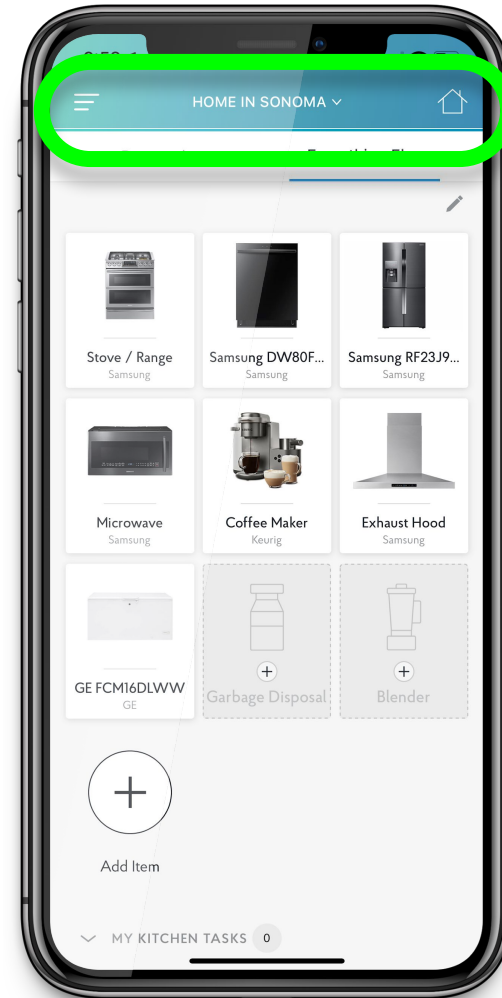 HOME IN SONOMA
Stove / Range
Samsung
Samsung DW80F...
Samsung
Samsung RF23J9...
Samsung
Microwave
Samsung
Coffee Maker
Keurig
Exhaust Hood
Samsung
GE FCM16DLWW
GE
Garbage Disposal
Blender
Add Item
MY KITCHEN TASKS 0